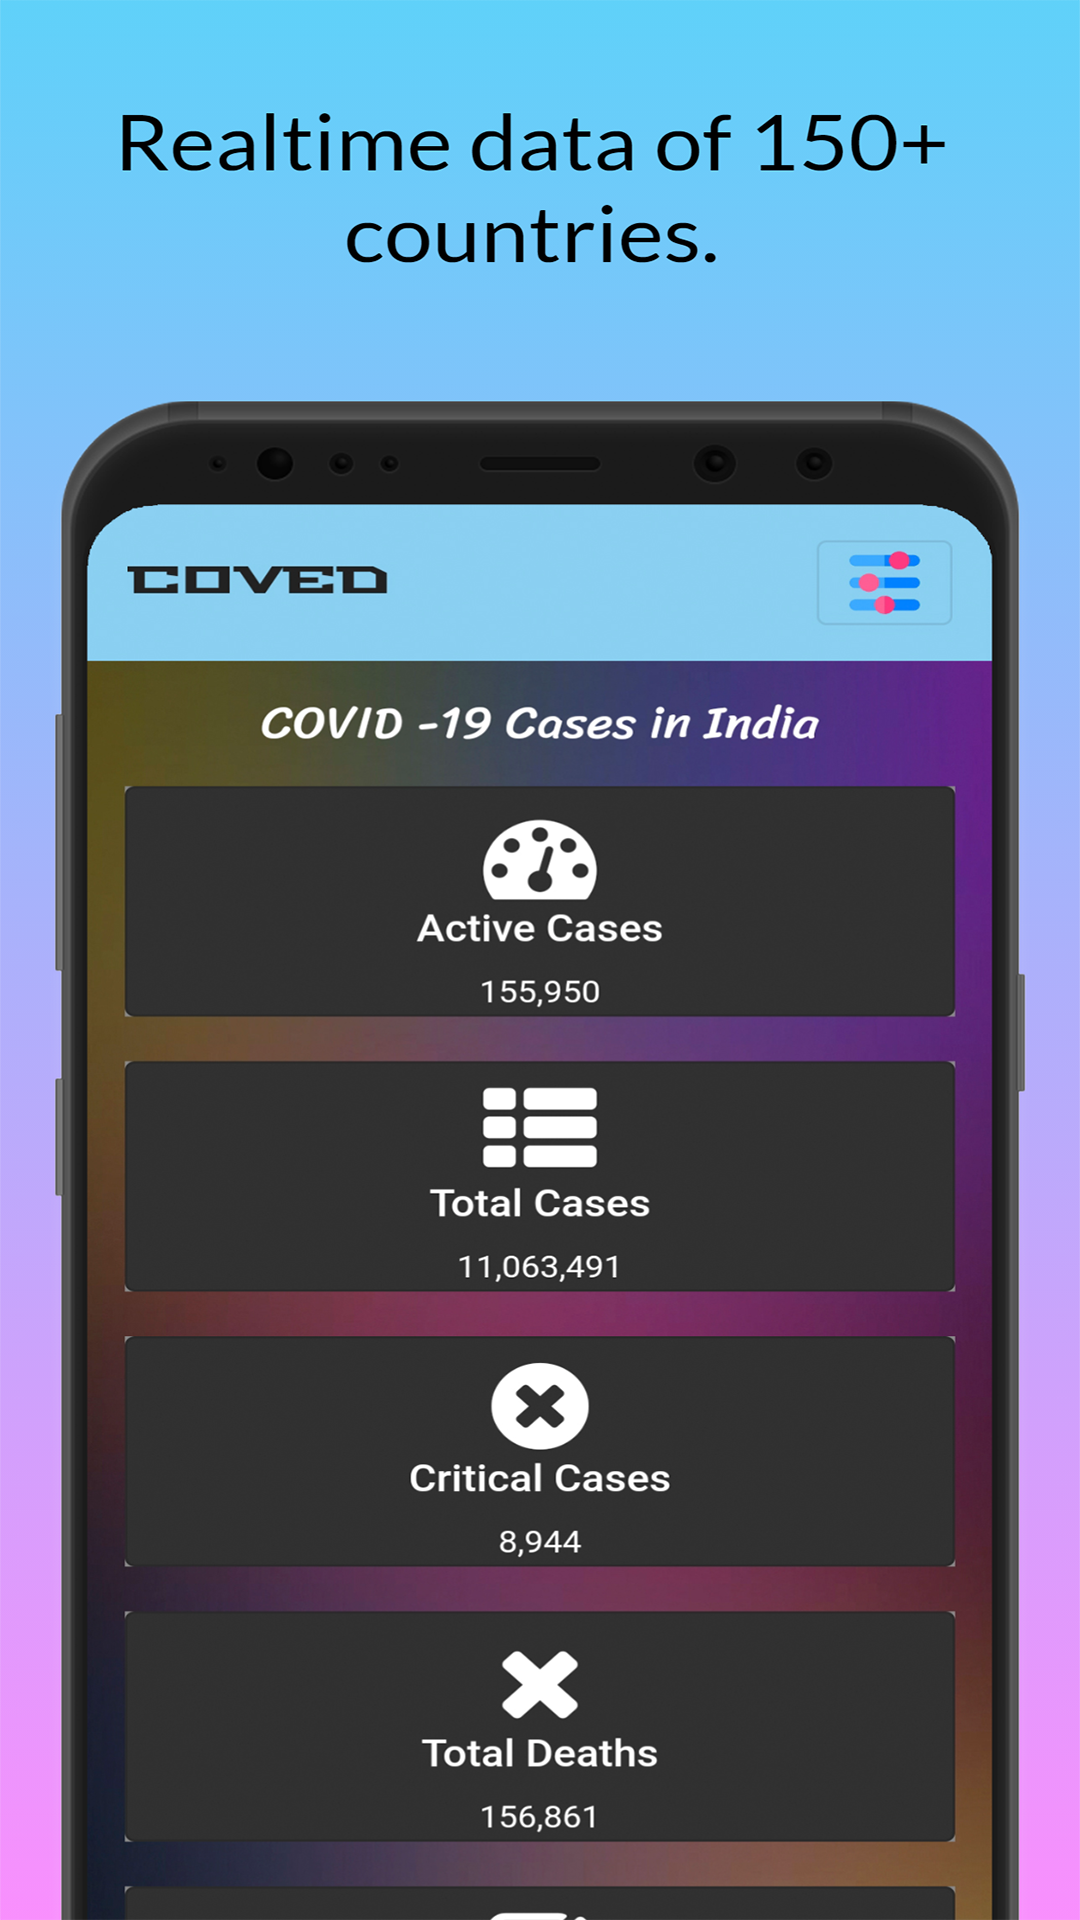 Realtime data of 150+
countries.
COVED
COVID -19 Cases in India
Active Cases
155,950
Total Cases
11,063,491
Critical Cases
8,944
Total Deaths
156,861